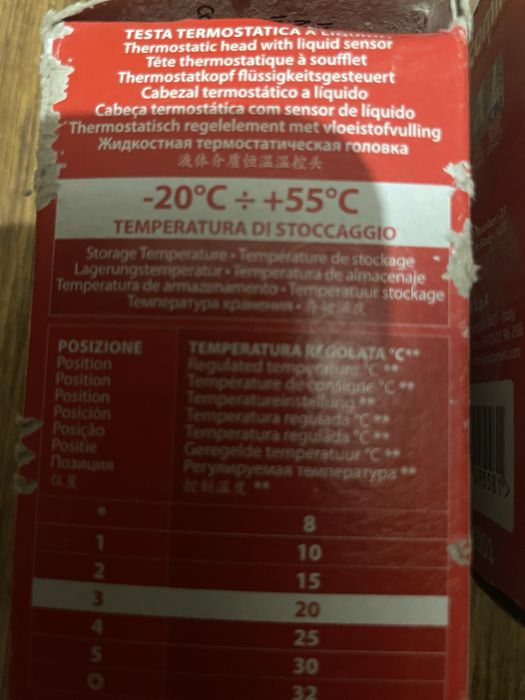 TESTA TERMOSTATICA A
Thermostatic head with liquid sensor
Tête thermostatique à soufflet
Thermostatkopf flüssigkeitsgesteuert
Cabezal termostático a líquido
Cabeça termostática com sensor de líquido
Thermostatisch regelelement met vloeistofvulling
Жидкостная термостатическая головка
液体介质恒温温控头
-20°C ÷ +55°C
TEMPERATURA DI STOCCAGGIO
Storage Temperature • Température de stockage
Lagerungstemperatur • Temperatura de almacenaje
Temperatura de armazenamento • Temperatuur stockage
Температура хранения •
POSIZIONE
Position
Position
Position
Posición
Posição
Positie
Позиция
位置
TEMPERATURA REGOLATA °C**
Regulated temperature °C **
Température de consigne °C **
Temperatureinstellung **
Temperatura regulada °C **
Temperatura regulada °C **
Geregelde temperatuur °C **
Регулируемая температура **
控制温度 **
* 8
1 10
2 15
3 20
4 25
5 30
32